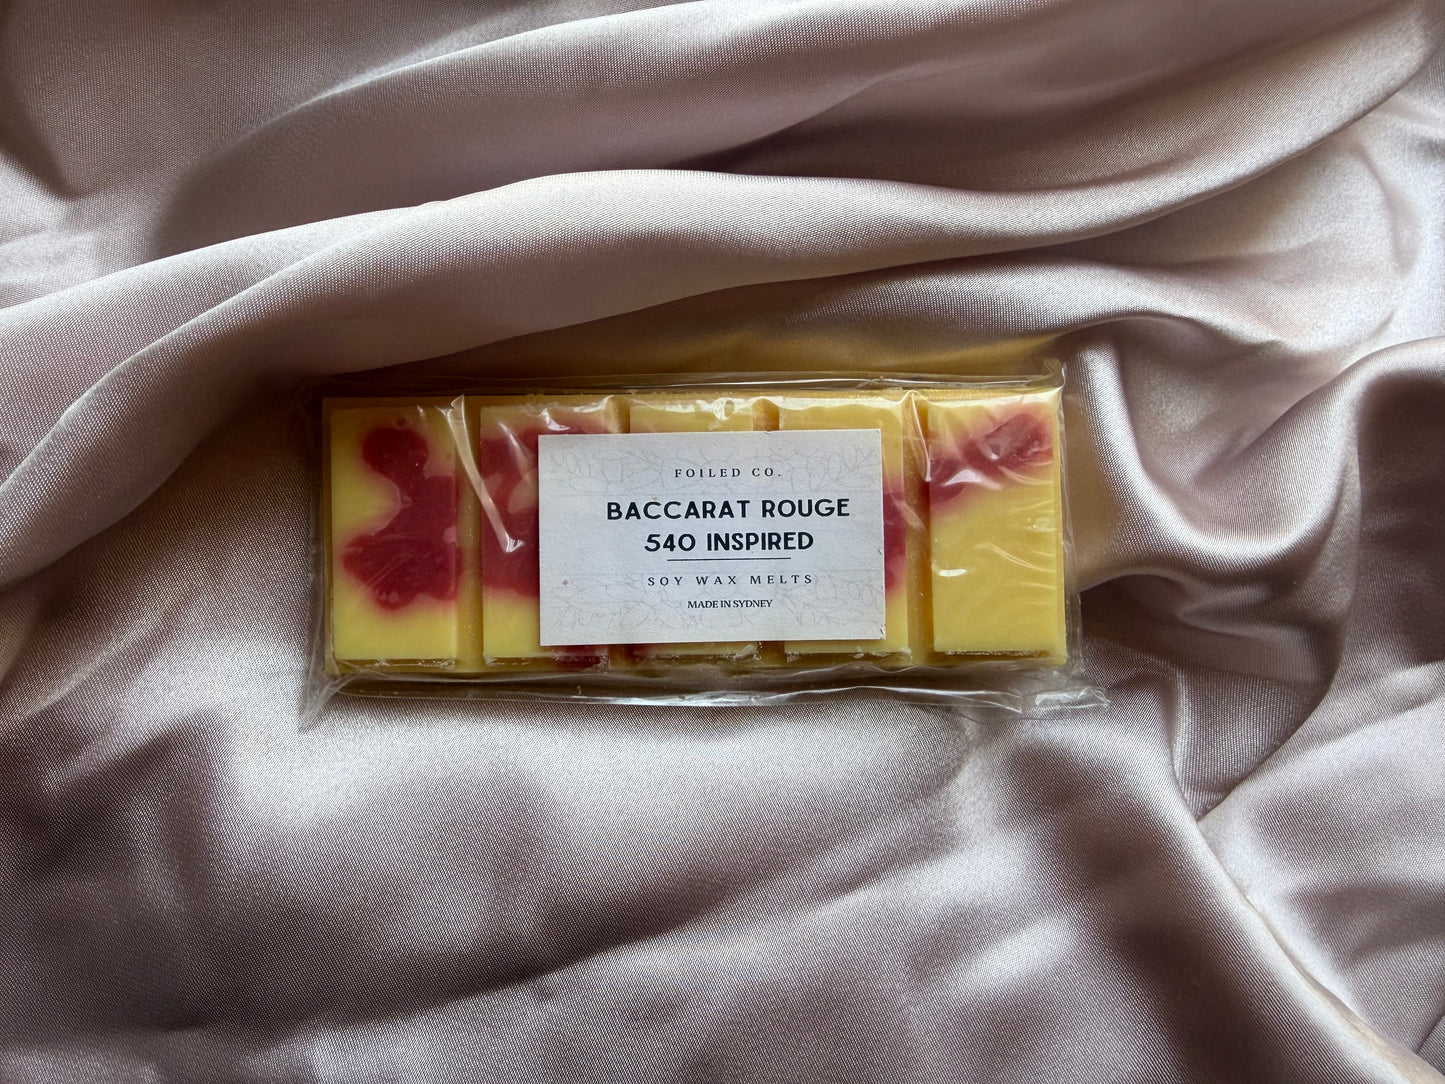 FOILED CO.
BACCARAT ROUGE
540 INSPIRED
SOY WAX MELTS
MADE IN SYDNEY